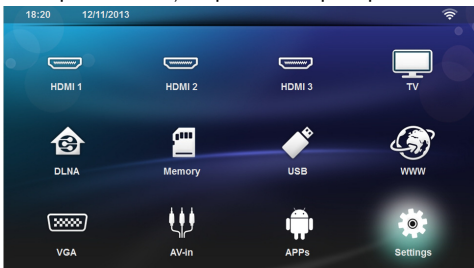 18:20 12/11/2013
HDMI 1 HDMI 2 HDMI 3 TV
DLNA Memory USB WWW
VGA AV-in APPs Settings